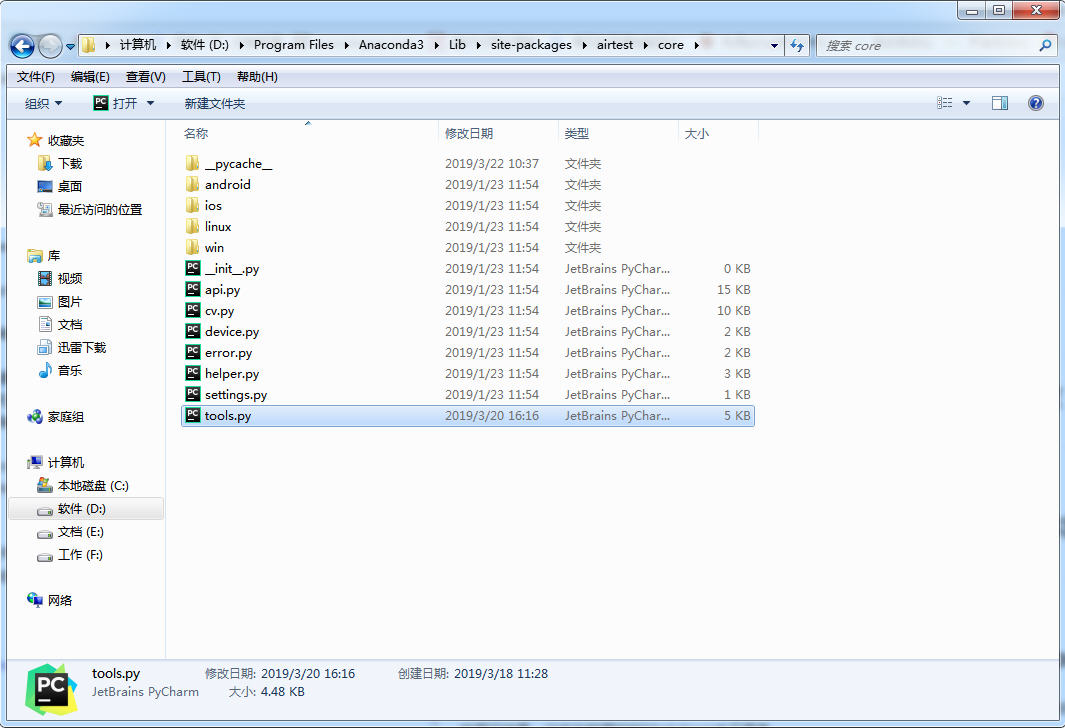 计算机 软件 (D:) Program Files Anaconda3 Lib site-packages airtest core 搜索 core
文件(F) 编辑(E) 查看(V) 工具(T) 帮助(H)
组织 PC 打开 新建文件夹
收藏夹
下载
桌面
最近访问的位置
库
视频
图片
文档
迅雷下载
音乐
家庭组
计算机
本地磁盘 (C:)
软件 (D:)
文档 (E:)
工作 (F:)
网络
名称 修改日期 类型 大小
__pycache__ 2019/3/22 10:37 文件夹
android 2019/1/23 11:54 文件夹
ios 2019/1/23 11:54 文件夹
linux 2019/1/23 11:54 文件夹
win 2019/1/23 11:54 文件夹
PC __init__.py 2019/1/23 11:54 JetBrains PyChar... 0 KB
PC api.py 2019/1/23 11:54 JetBrains PyChar... 15 KB
PC cv.py 2019/1/23 11:54 JetBrains PyChar... 10 KB
PC device.py 2019/1/23 11:54 JetBrains PyChar... 2 KB
PC error.py 2019/1/23 11:54 JetBrains PyChar... 2 KB
PC helper.py 2019/1/23 11:54 JetBrains PyChar... 3 KB
PC settings.py 2019/1/23 11:54 JetBrains PyChar... 1 KB
PC tools.py 2019/3/20 16:16 JetBrains PyChar... 5 KB
PC
tools.py 修改日期: 2019/3/20 16:16 创建日期: 2019/3/18 11:28
JetBrains PyCharm 大小: 4.48 KB